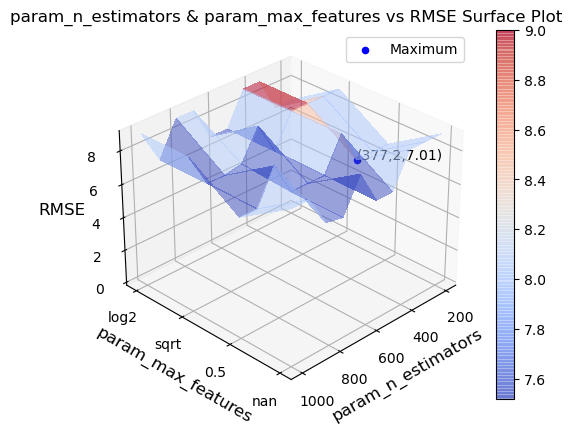 param_n_estimators & param_max_features vs RMSE Surface Plot
Maximum
(377,2,7.01)
RMSE
8
6
4
2
0
log2
sqrt
0.5
nan
param_max_features
200
400
600
800
1000
param_n_estimators
9.0
8.8
8.6
8.4
8.2
8.0
7.8
7.6